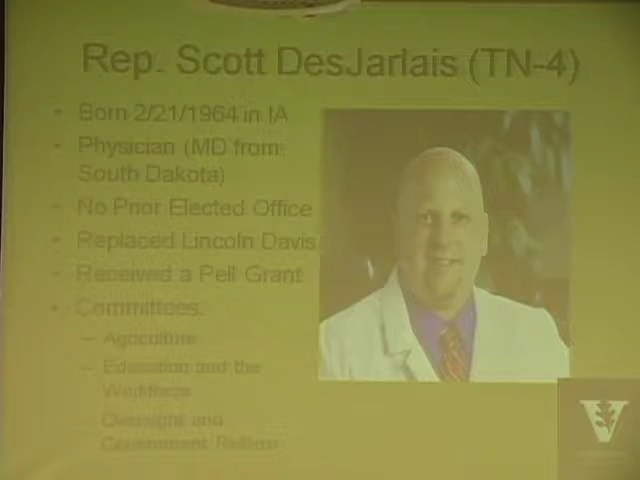 Rep. Scott DesJarlais (TN-4)
• Born 2/21/1964 in IA
• Physician (MD from
South Dakota)
• No Prior Elected Office
• Replaced Lincoln Davis
• Received a Pell Grant
• Committees:
– Agriculture
– Education and the
Workforce
– Oversight and
Government Reform
V